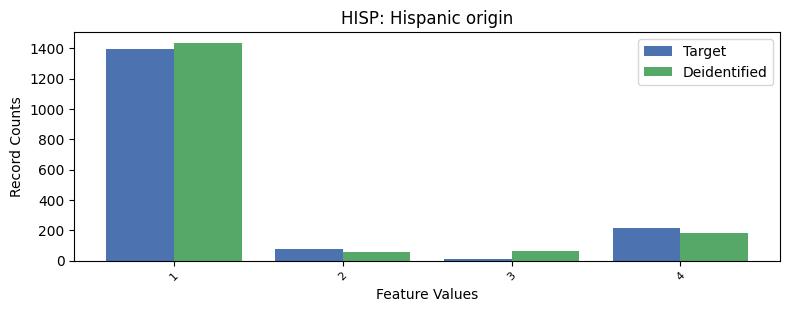 HISP: Hispanic origin
Target
Deidentified
Record Counts
1400
1200
1000
800
600
400
200
0
1
2
3
4
Feature Values